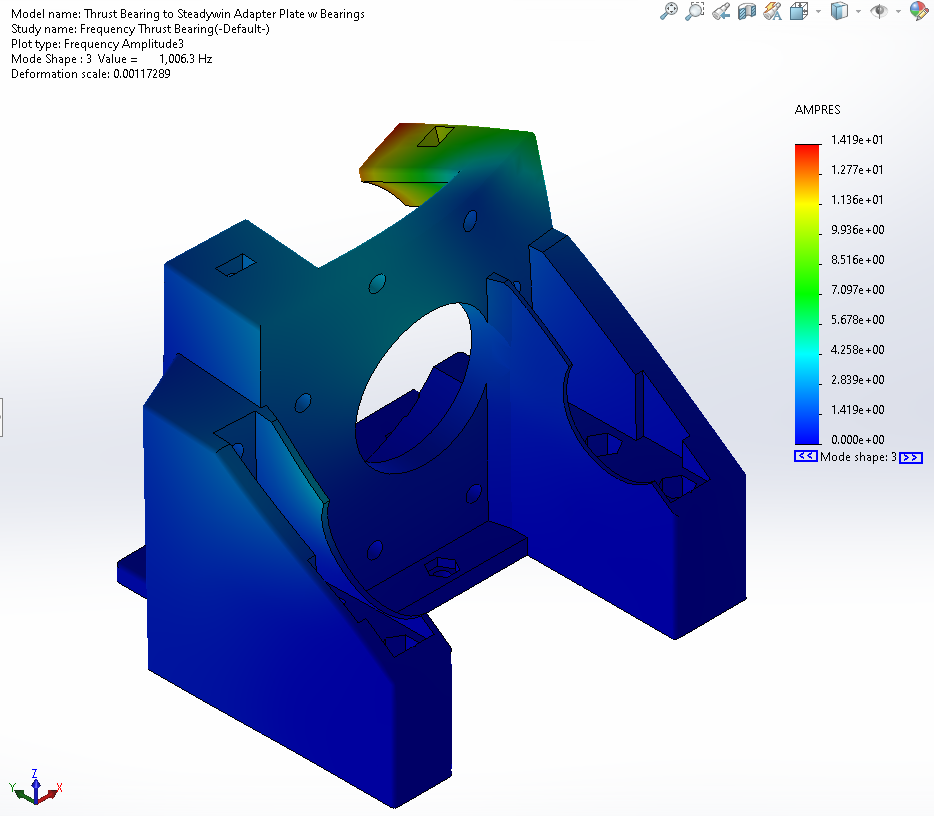 Model name: Thrust Bearing to Steadywin Adapter Plate w Bearings
Study name: Frequency Thrust Bearing(-Default-)
Plot type: Frequency Amplitude3
Mode Shape : 3 Value = 1,006.3 Hz
Deformation scale: 0.00117289
AMPRES
1.419e+01
1.277e+01
1.136e+01
9.936e+00
8.516e+00
7.097e+00
5.678e+00
4.258e+00
2.839e+00
1.419e+00
0.000e+00
<< Mode shape: 3 >>
Z
Y X